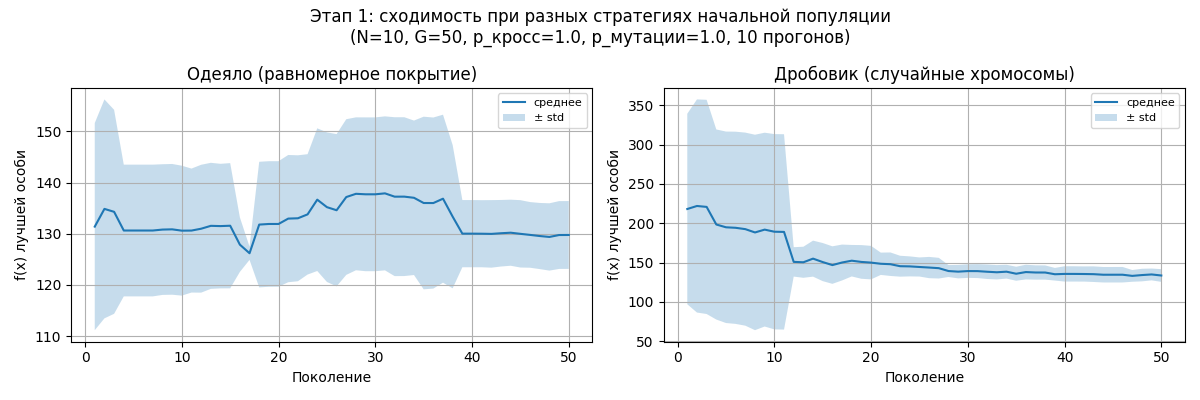 Этап 1: сходимость при разных стратегиях начальной популяции
(N=10, G=50, p_кросс=1.0, p_мутации=1.0, 10 прогонов)
Одеяло (равномерное покрытие)
f(x) лучшей особи
150
140
130
120
110
0
10
20
30
40
50
Поколение
среднее
± std
Дробовик (случайные хромосомы)
f(x) лучшей особи
350
300
250
200
150
100
50
0
10
20
30
40
50
Поколение
среднее
± std